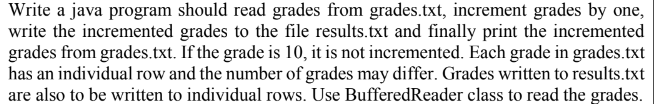 Write a java program should read grades from grades.txt, increment grades by one,
write the incremented grades to the file results.txt and finally print the incremented
grades from grades.txt. If the grade is 10, it is not incremented. Each grade in grades.txt
has an individual row and the number of grades may differ. Grades written to results.txt
are also to be written to individual rows. Use BufferedReader class to read the grades.